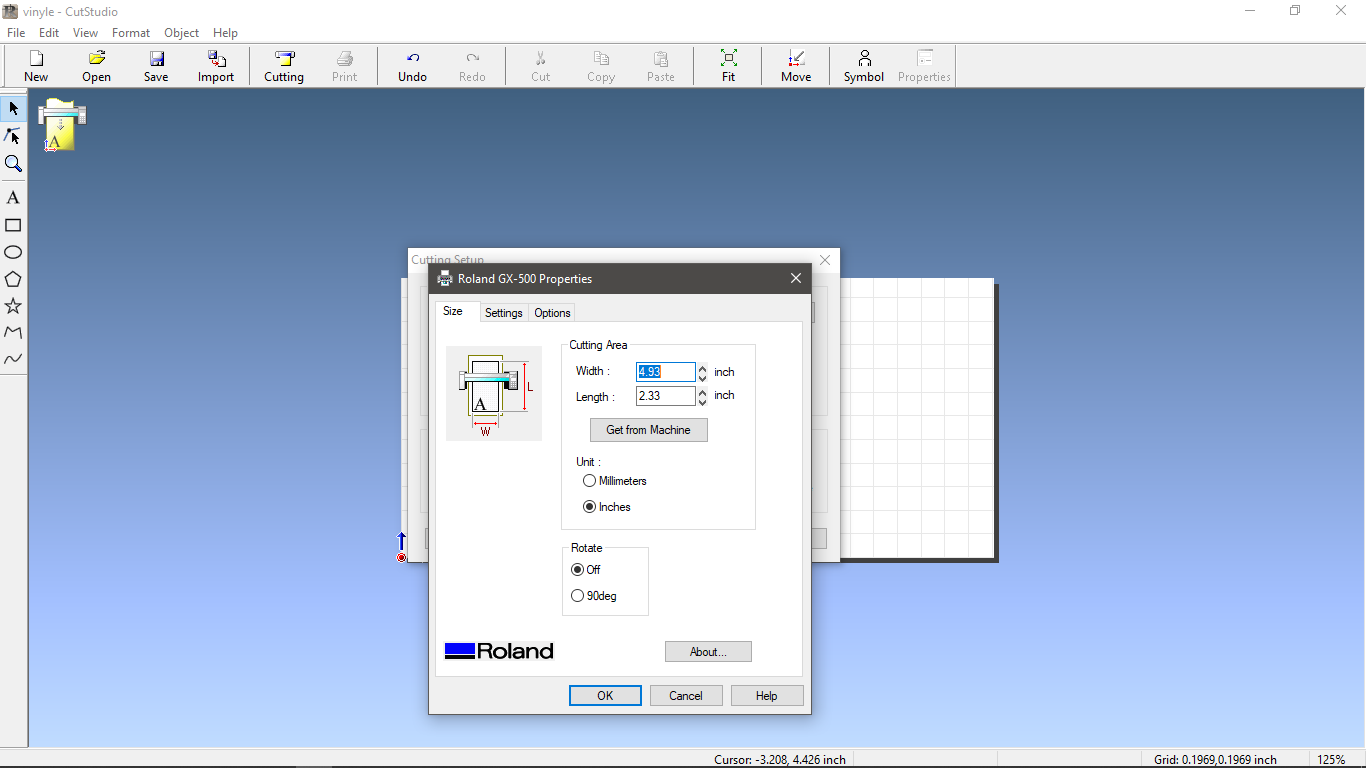 vinyle - CutStudio
File Edit View Format Object Help
New Open Save Import Cutting Print Undo Redo Cut Copy Paste Fit Move Symbol Properties
A
A
Cutting Setup
Roland GX-500 Properties
Size Settings Options
Cutting Area
Width : 4.93 inch
Length : 2.33 inch
L
A
W
Get from Machine
Unit :
Millimeters
Inches
Rotate
Off
90deg
Roland
About...
OK Cancel Help
Cursor: -3.208, 4.426 inch Grid: 0.1969,0.1969 inch 125%